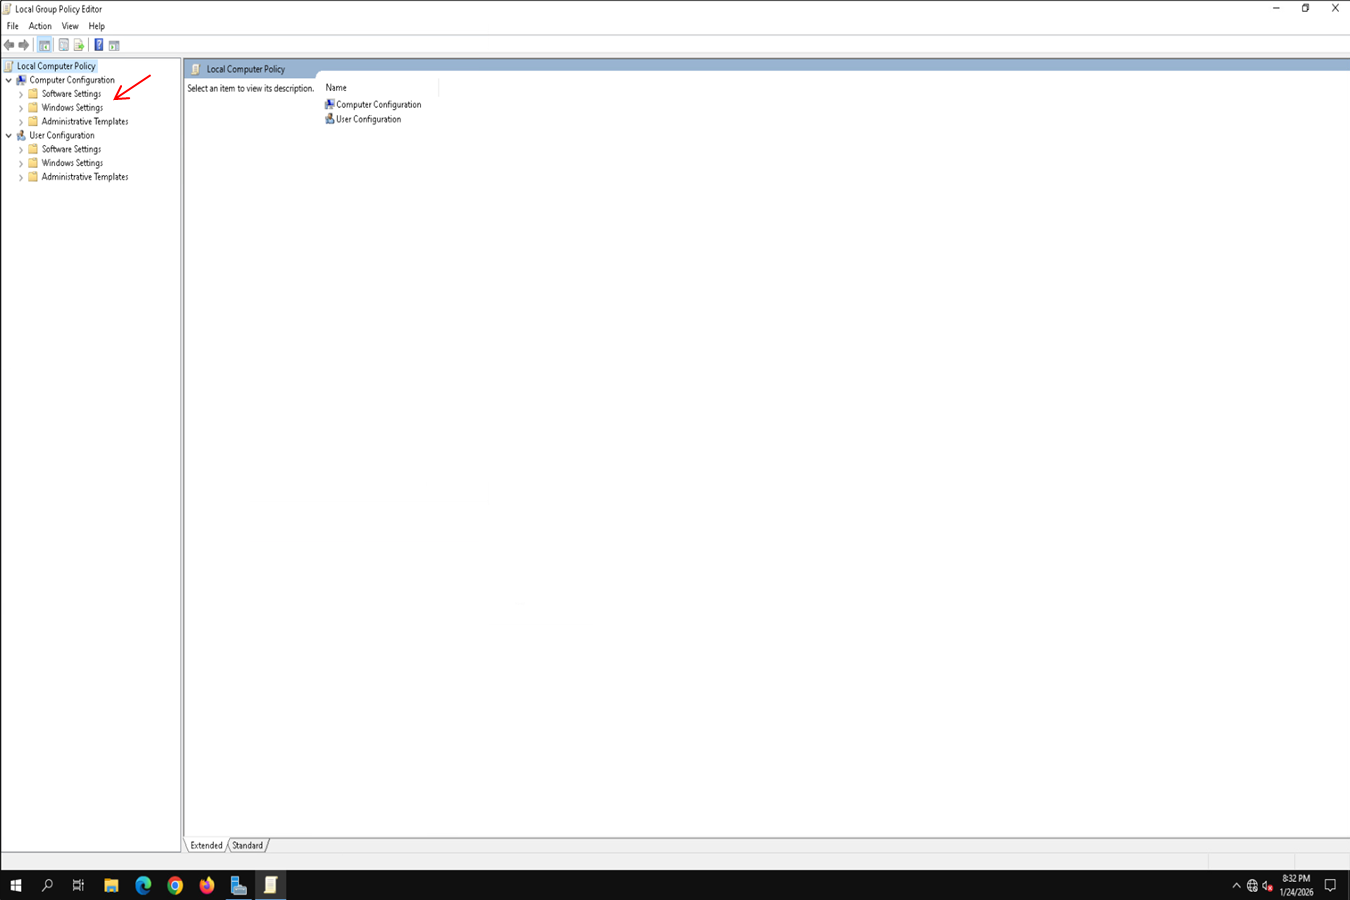 Local Group Policy Editor
File Action View Help
Local Computer Policy
Computer Configuration
Software Settings
Windows Settings
Administrative Templates
User Configuration
Software Settings
Windows Settings
Administrative Templates
Local Computer Policy
Select an item to view its description.
Name
Computer Configuration
User Configuration
Extended Standard
8:32 PM
1/24/2026